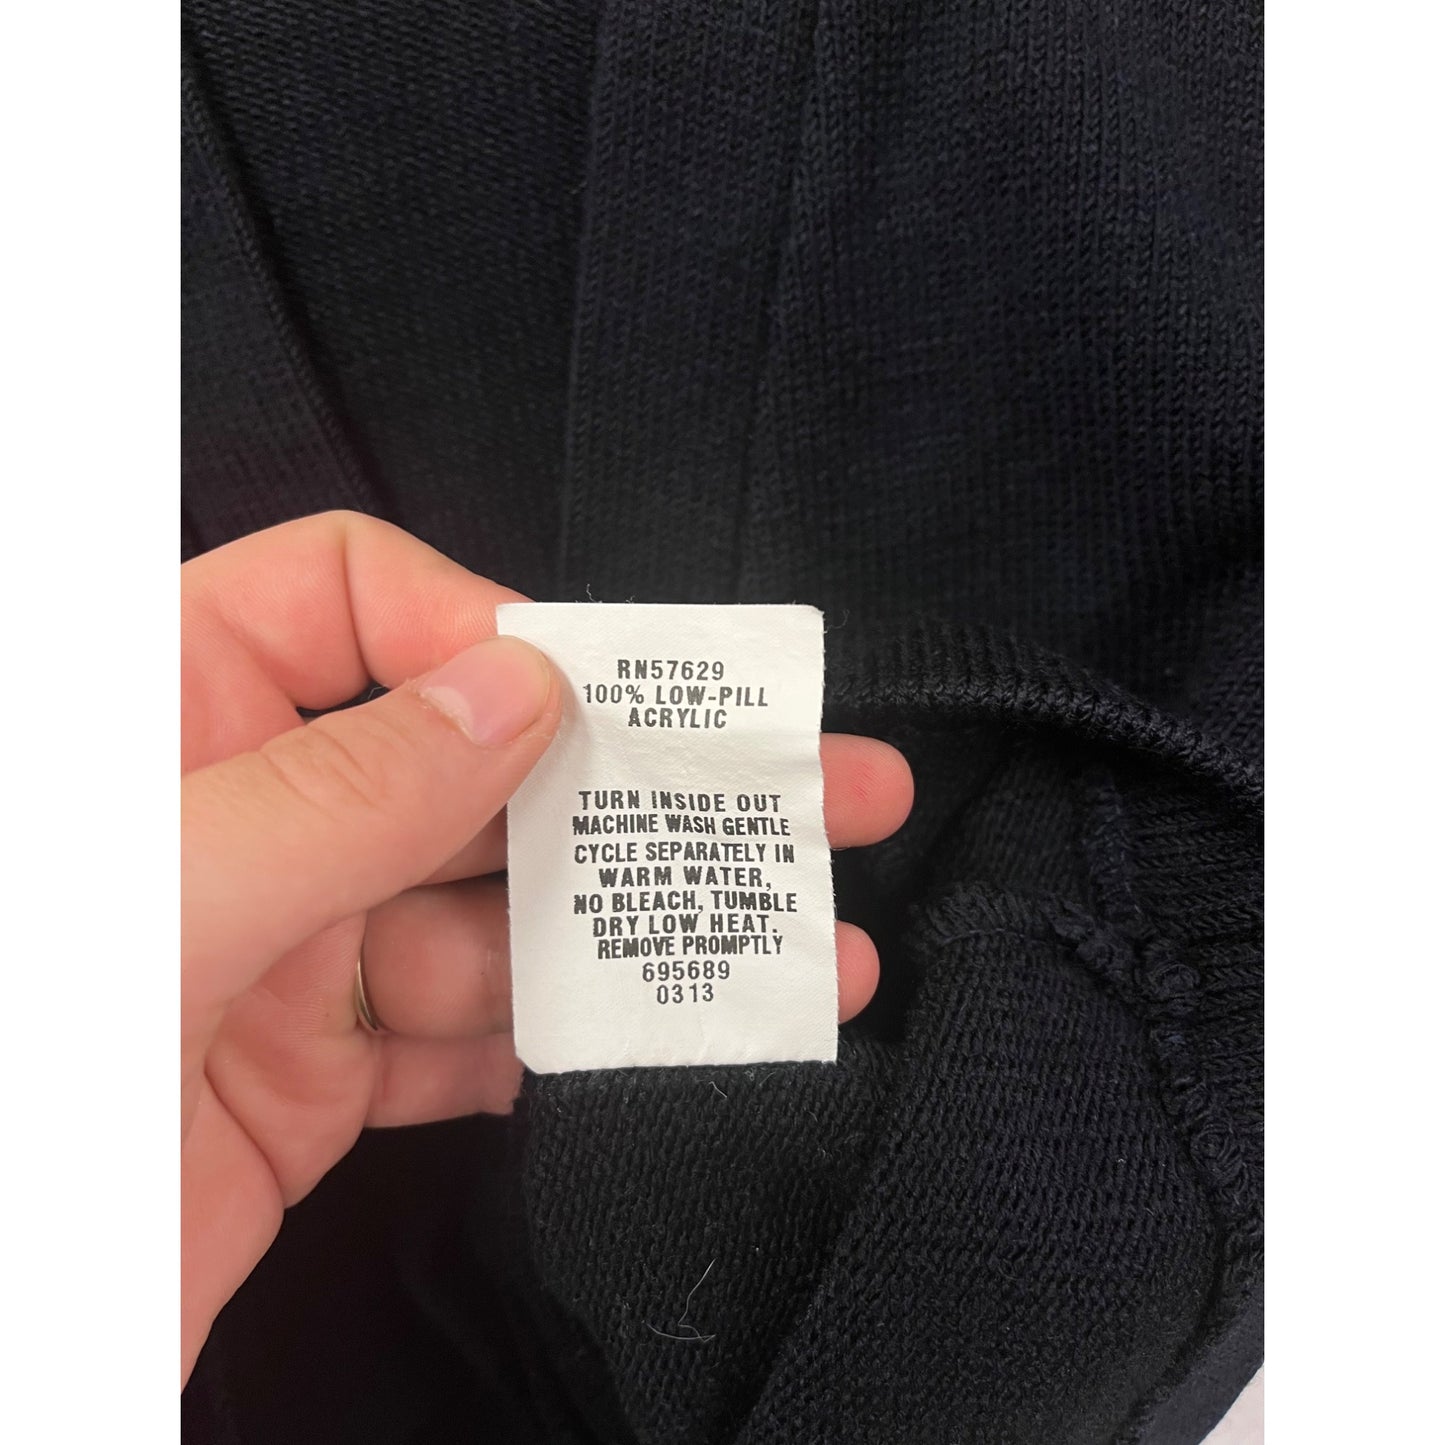 RN57629
100% LOW-PILL
ACRYLIC
TURN INSIDE OUT
MACHINE WASH GENTLE
CYCLE SEPARATELY IN
WARM WATER,
NO BLEACH, TUMBLE
DRY LOW HEAT.
REMOVE PROMPTLY
695689
0313